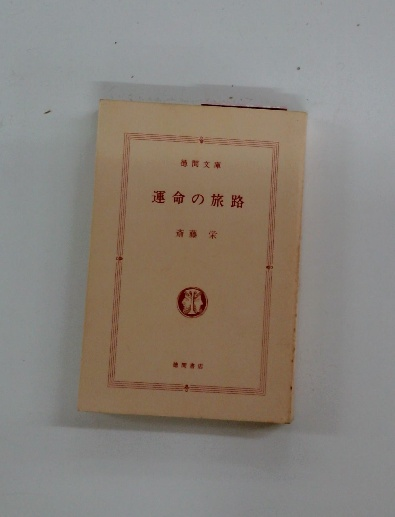 徳間文庫
運命の旅路
斎藤 栄
徳間書店